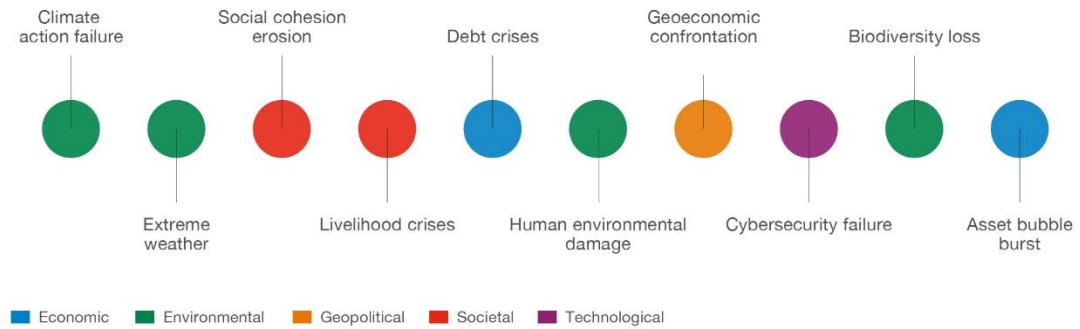 Climate
action failure
Social cohesion
erosion
Debt crises
Geoeconomic
confrontation
Biodiversity loss
Extreme
weather
Livelihood crises
Human environmental
damage
Cybersecurity failure
Asset bubble
burst
Economic
Environmental
Geopolitical
Societal
Technological